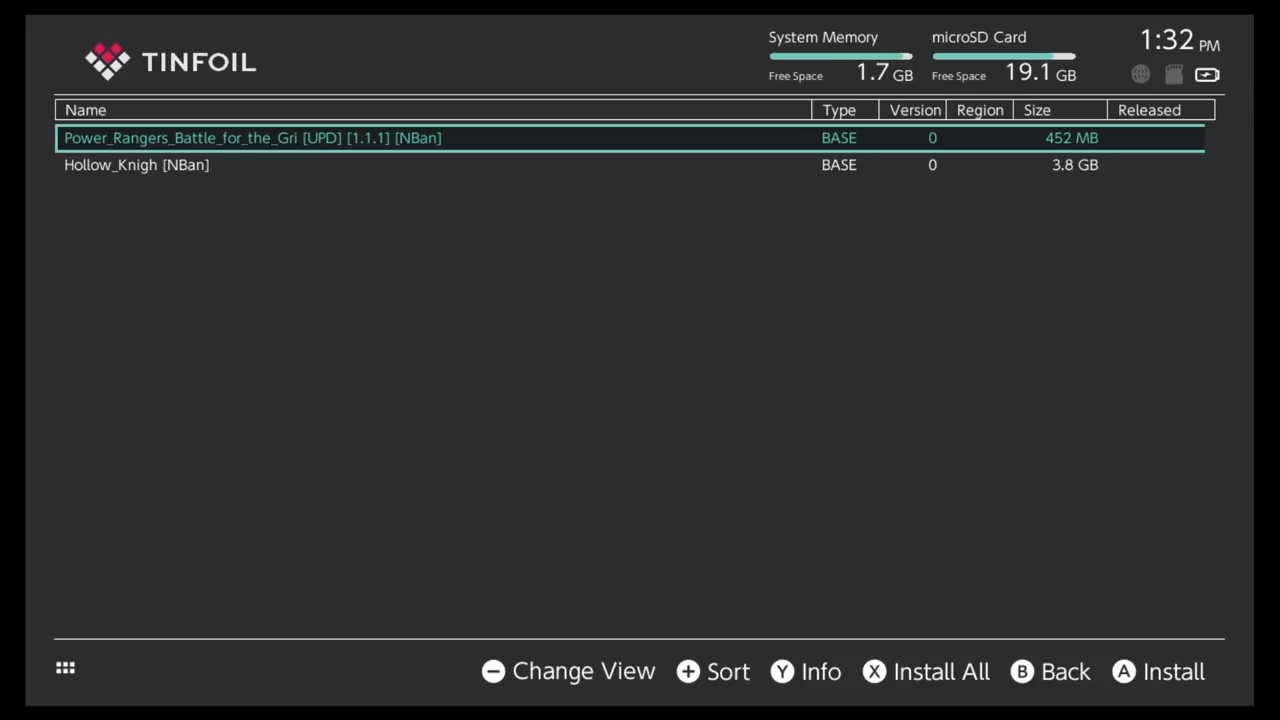 TINFOIL
System Memory
Free Space 1.7 GB
microSD Card
Free Space 19.1 GB
1:32 PM
Name Type Version Region Size Released
Power_Rangers_Battle_for_the_Gri [UPD] [1.1.1] [NBan] BASE 0 452 MB
Hollow_Knigh [NBan] BASE 0 3.8 GB
− Change View + Sort Y Info X Install All B Back A Install